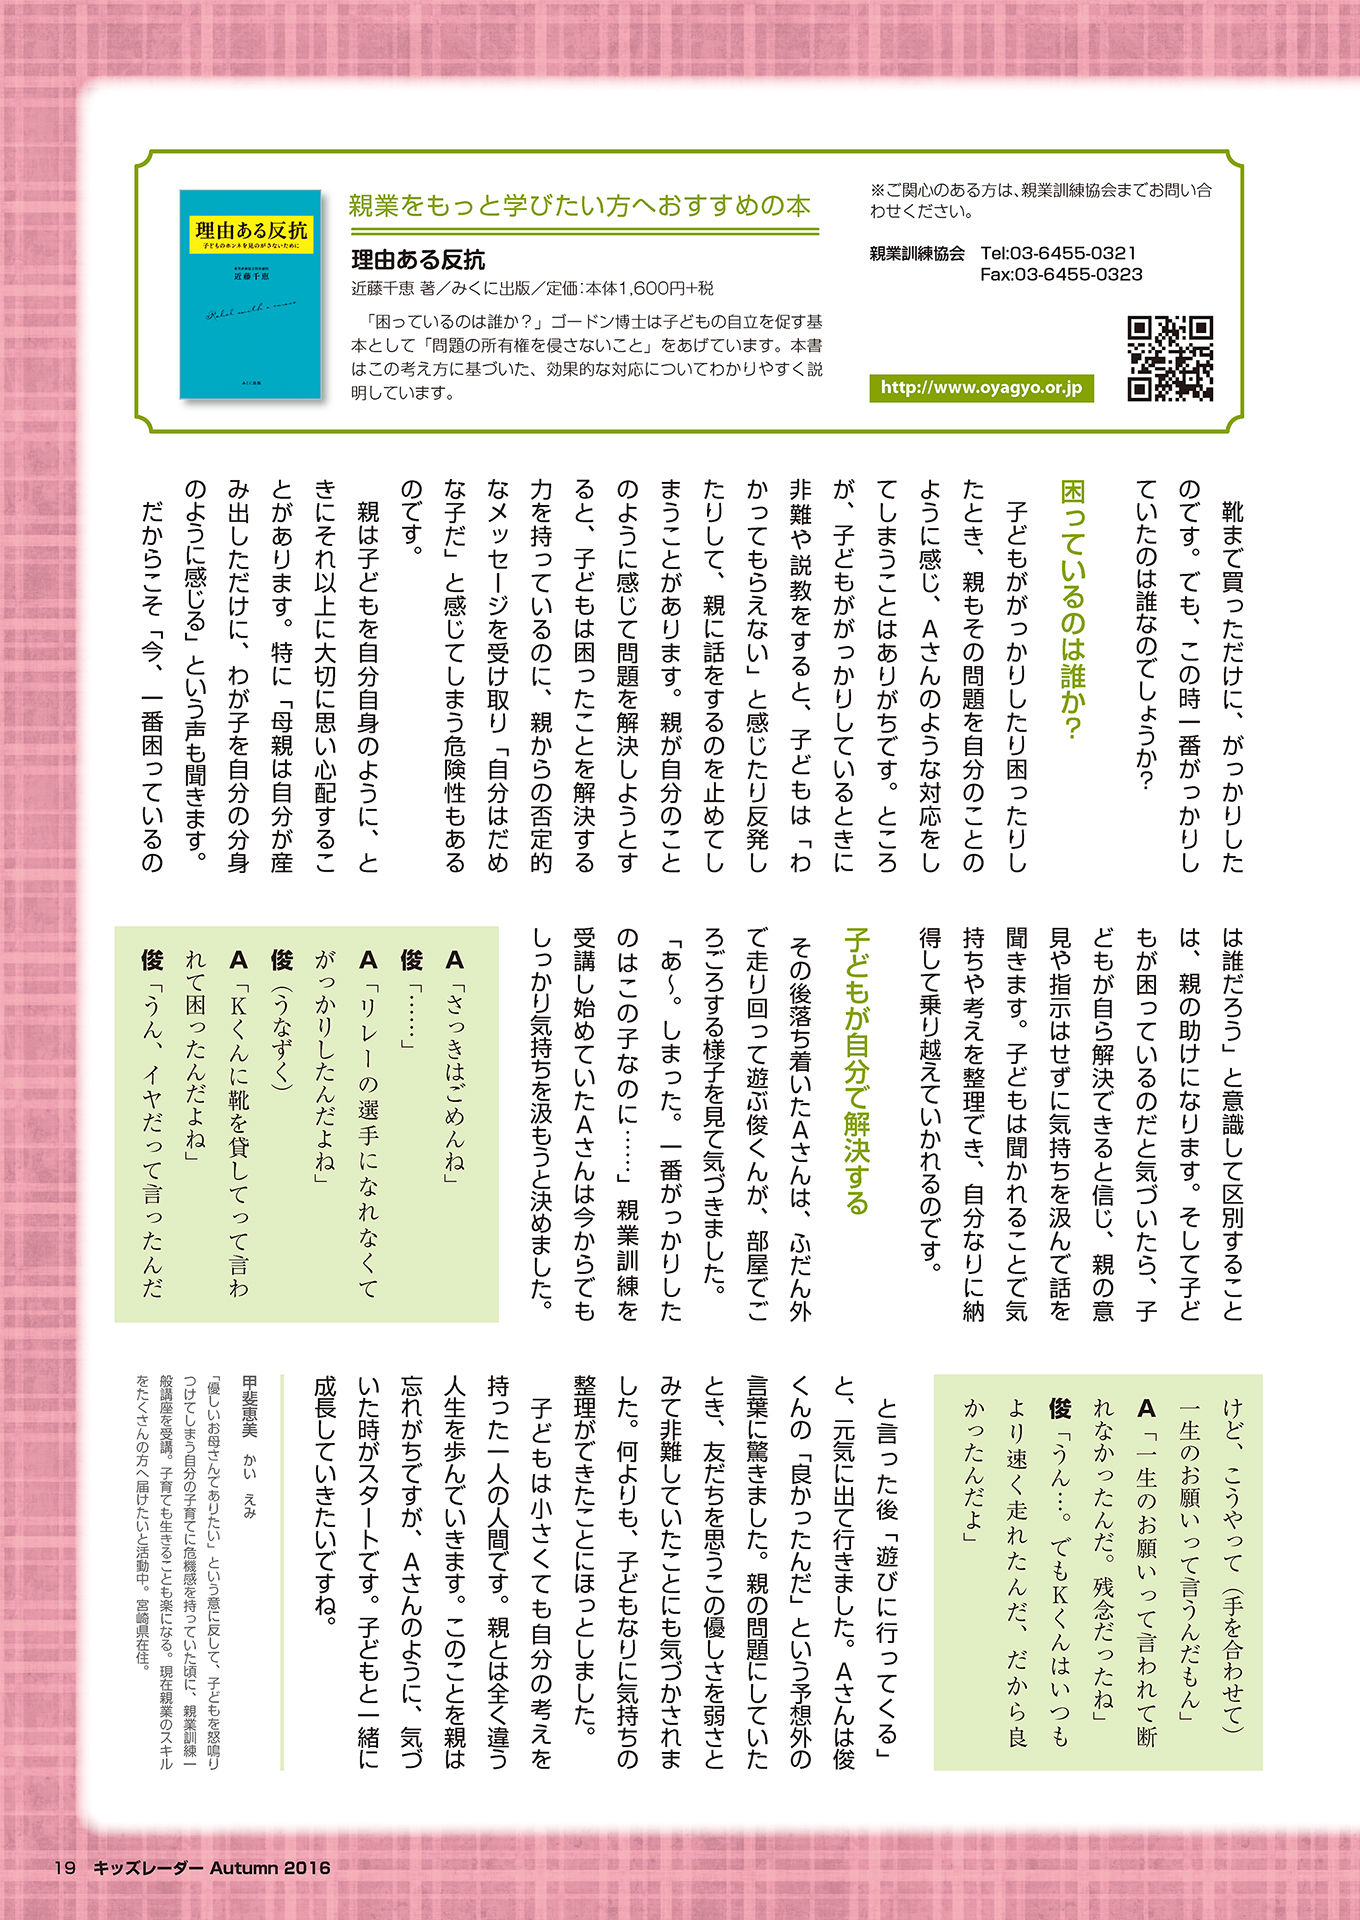 理由ある反抗
子どものホンネを見のがさないために
近藤千恵
親業をもっと学びたい方へおすすめの本
理由ある反抗
近藤千恵 著／みくに出版／定価：本体1,600円+税
「困っているのは誰か？」ゴードン博士は子どもの自立を促す基
本として「問題の所有権を侵さないこと」をあげています。本書
はこの考え方に基づいた、効果的な対応についてわかりやすく説
明しています。
※ご関心のある方は、親業訓練協会までお問い合
わせください。
親業訓練協会　Tel:03-6455-0321
Fax:03-6455-0323
http://www.oyagyo.or.jp
靴まで買っただけに、がっかりした
のです。でも、この時一番がっかりし
ていたのは誰なのでしょうか？
困っているのは誰か？
子どもががっかりしたり困ったりし
たとき、親もその問題を自分のことの
ように感じ、Aさんのような対応をし
てしまうことはありがちです。ところ
が、子どもががっかりしているときに
非難や説教をすると、子どもは「わ
かってもらえない」と感じたり反発し
たりして、親に話をするのを止めてし
まうことがあります。親が自分のこと
のように感じて問題を解決しようとす
ると、子どもは困ったことを解決する
力を持っているのに、親からの否定的
なメッセージを受け取り「自分はだめ
な子だ」と感じてしまう危険性もある
のです。
親は子どもを自分自身のように、と
きにそれ以上に大切に思い心配するこ
とがあります。特に「母親は自分が産
み出しただけに、わが子を自分の分身
のように感じる」という声も聞きます。
だからこそ「今、一番困っているの
は誰だろう」と意識して区別すること
は、親の助けになります。そして子ど
もが困っているのだと気づいたら、子
どもが自ら解決できると信じ、親の意
見や指示はせずに気持ちを汲んで話を
聞きます。子どもは聞かれることで気
持ちや考えを整理でき、自分なりに納
得して乗り越えていかれるのです。
子どもが自分で解決する
その後落ち着いたAさんは、ふだん外
で走り回って遊ぶ俊くんが、部屋でご
ろごろする様子を見て気づきました。
「あ〜。しまった。一番がっかりした
のはこの子なのに……」親業訓練を
受講し始めていたAさんは今からでも
しっかり気持ちを汲もうと決めました。
A「さっきはごめんね」
俊「……」
A「リレーの選手になれなくて
がっかりしたんだよね」
俊（うなずく）
A「Kくんに靴を貸してって言わ
れて困ったんだよね」
俊「うん、イヤだって言ったんだ
けど、こうやって（手を合わせて）
一生のお願いって言うんだもん」
A「一生のお願いって言われて断
れなかったんだ。残念だったね」
俊「うん…。でもKくんはいつも
より速く走れたんだ、だから良
かったんだよ」
と言った後「遊びに行ってくる」
と、元気に出て行きました。Aさんは俊
くんの「良かったんだ」という予想外の
言葉に驚きました。親の問題にしていた
とき、友だちを思うこの優しさを弱さと
みて非難していたことにも気づかされま
した。何よりも、子どもなりに気持ちの
整理ができたことにほっとしました。
子どもは小さくても自分の考えを
持った一人の人間です。親とは全く違う
人生を歩んでいきます。このことを親は
忘れがちですが、Aさんのように、気づ
いた時がスタートです。子どもと一緒に
成長していきたいですね。
甲斐恵美　かい　えみ
「優しいお母さんでありたい」という意に反して、子どもを怒鳴り
つけてしまう自分の子育てに危機感を持っていた頃に、親業訓練一
般講座を受講。子育ても生きることも楽になる。現在親業のスキル
をたくさんの方へ届けたいと活動中。宮崎県在住。
19　キッズレーダー Autumn 2016